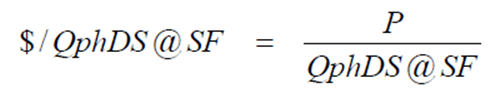 $/QphDS@SF = P / QphDS@SF